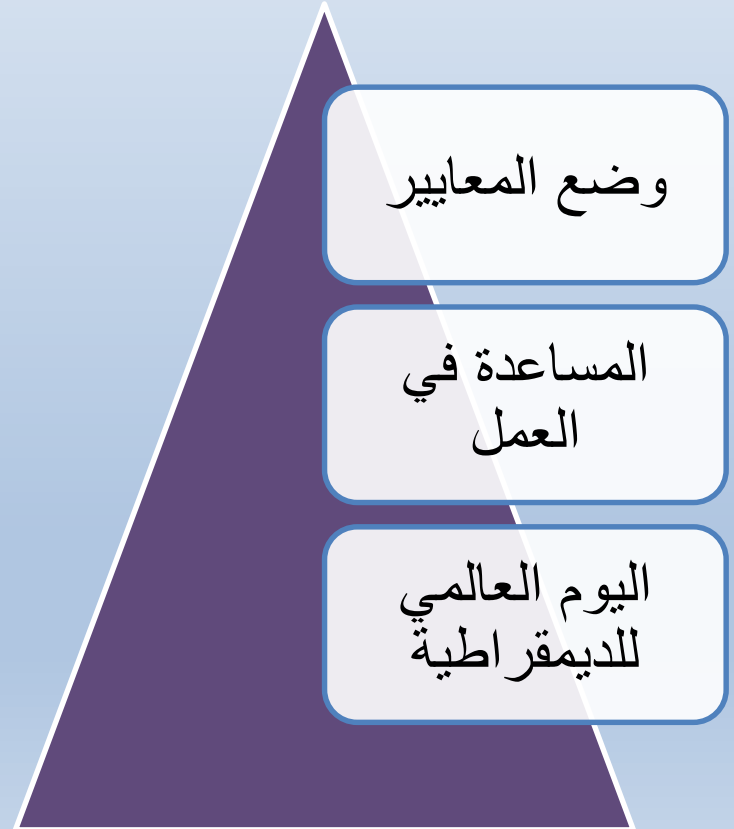 وضع المعايير
المساعدة في
العمل
اليوم العالمي
للديمقراطية